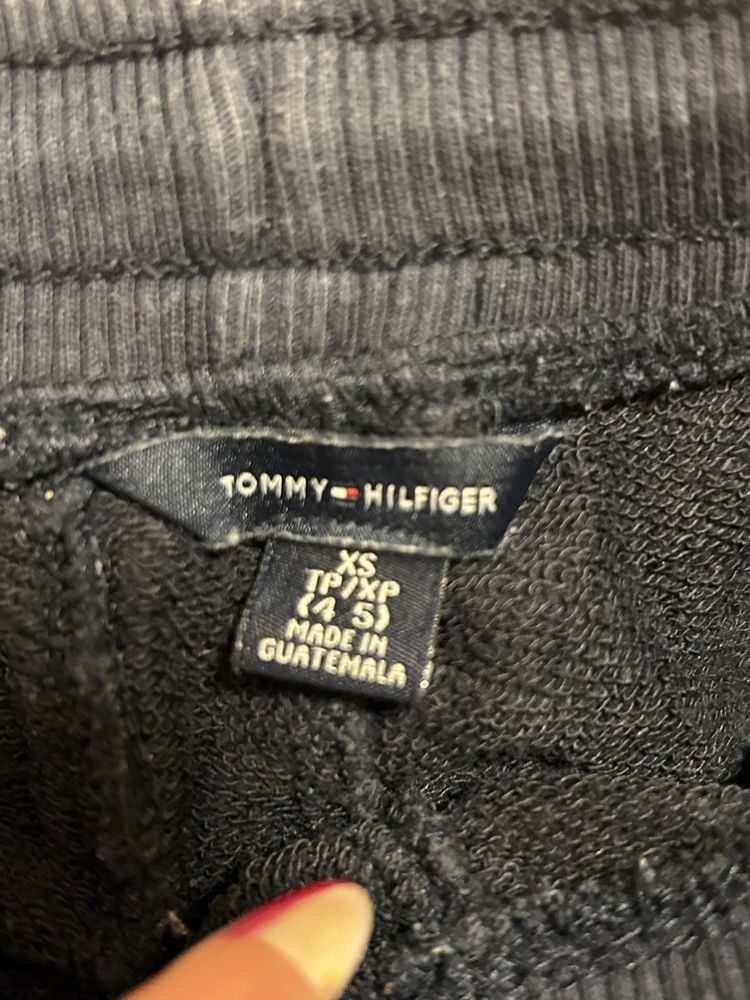 TOMMY HILFIGER
XS
TP/XP
(4 5)
MADE IN
GUATEMALA